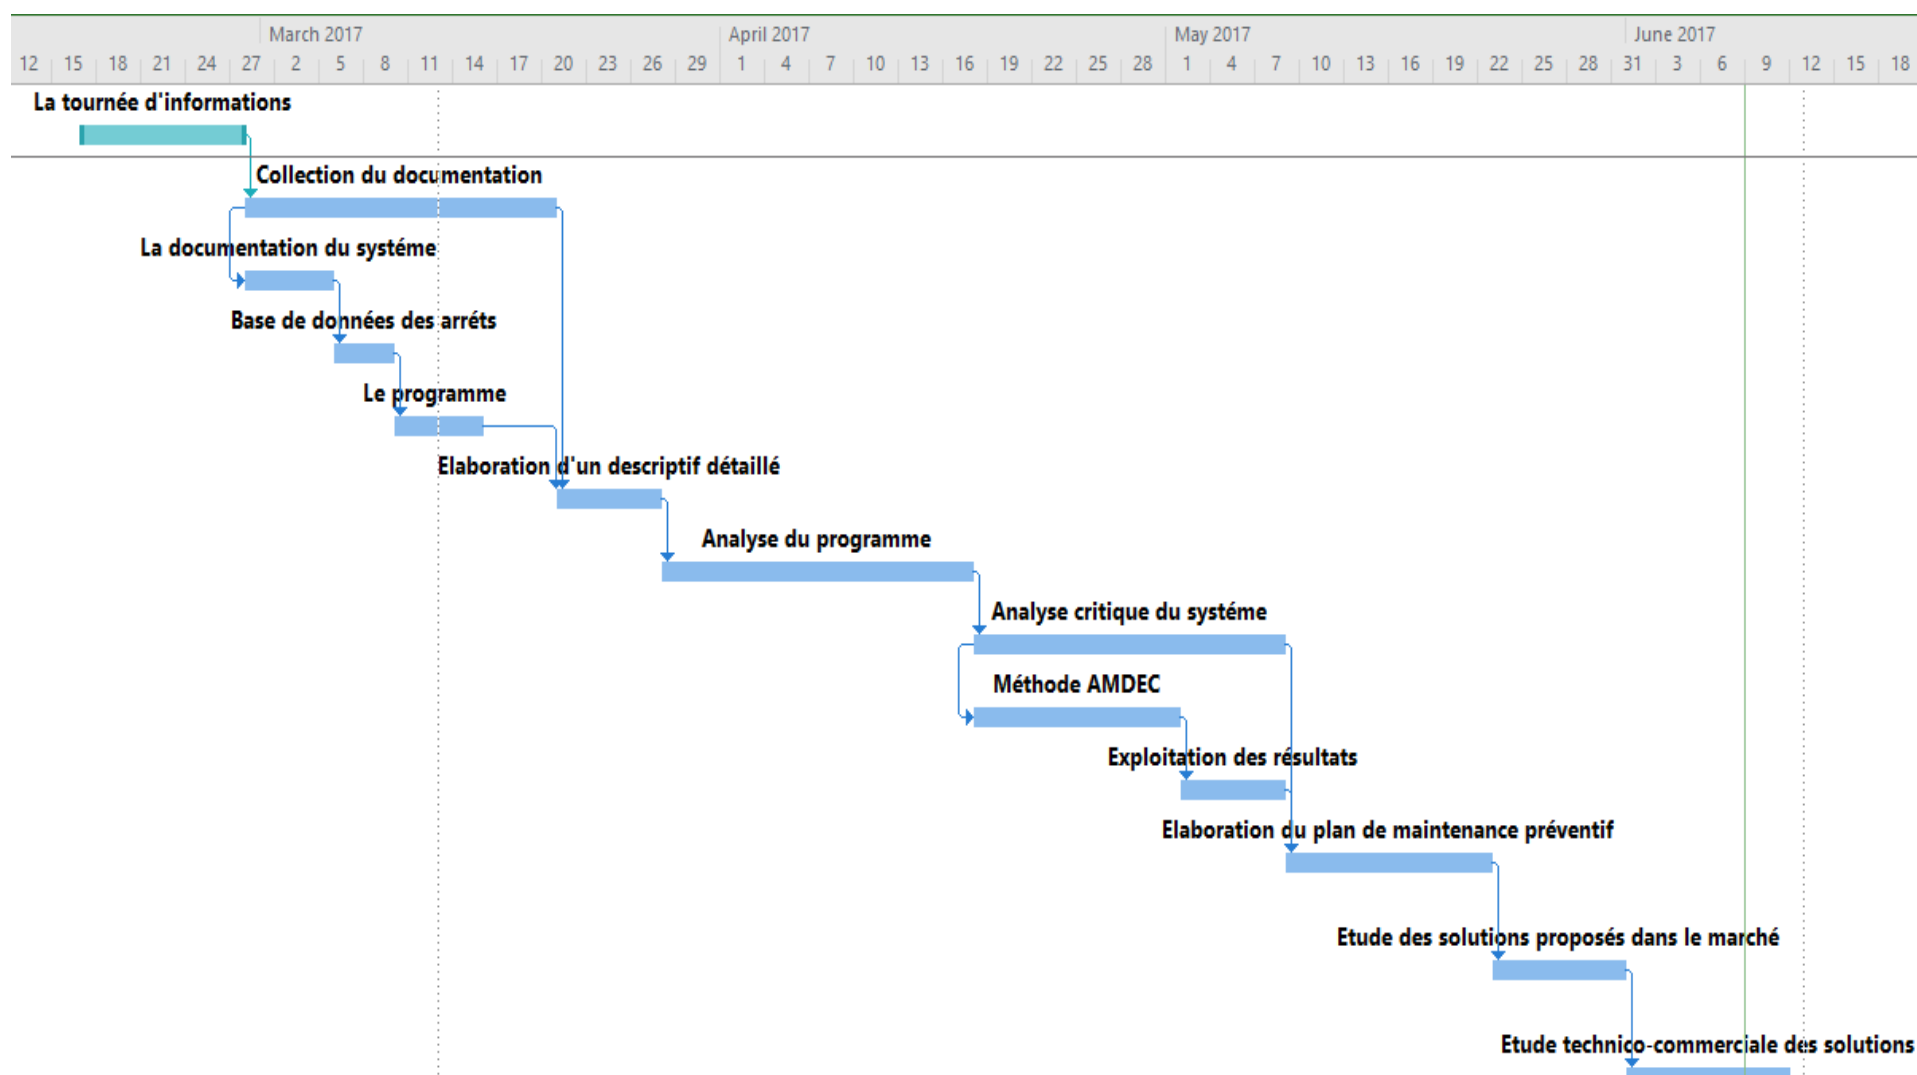 March 2017 April 2017 May 2017 June 2017
12 15 18 21 24 27 2 5 8 11 14 17 20 23 26 29 1 4 7 10 13 16 19 22 25 28 1 4 7 10 13 16 19 22 25 28 31 3 6 9 12 15 18
La tournée d'informations
Collection du documentation
La documentation du systéme
Base de données des arréts
Le programme
Elaboration d'un descriptif détaillé
Analyse du programme
Analyse critique du systéme
Méthode AMDEC
Exploitation des résultats
Elaboration du plan de maintenance préventif
Etude des solutions proposés dans le marché
Etude technico-commerciale des solutions